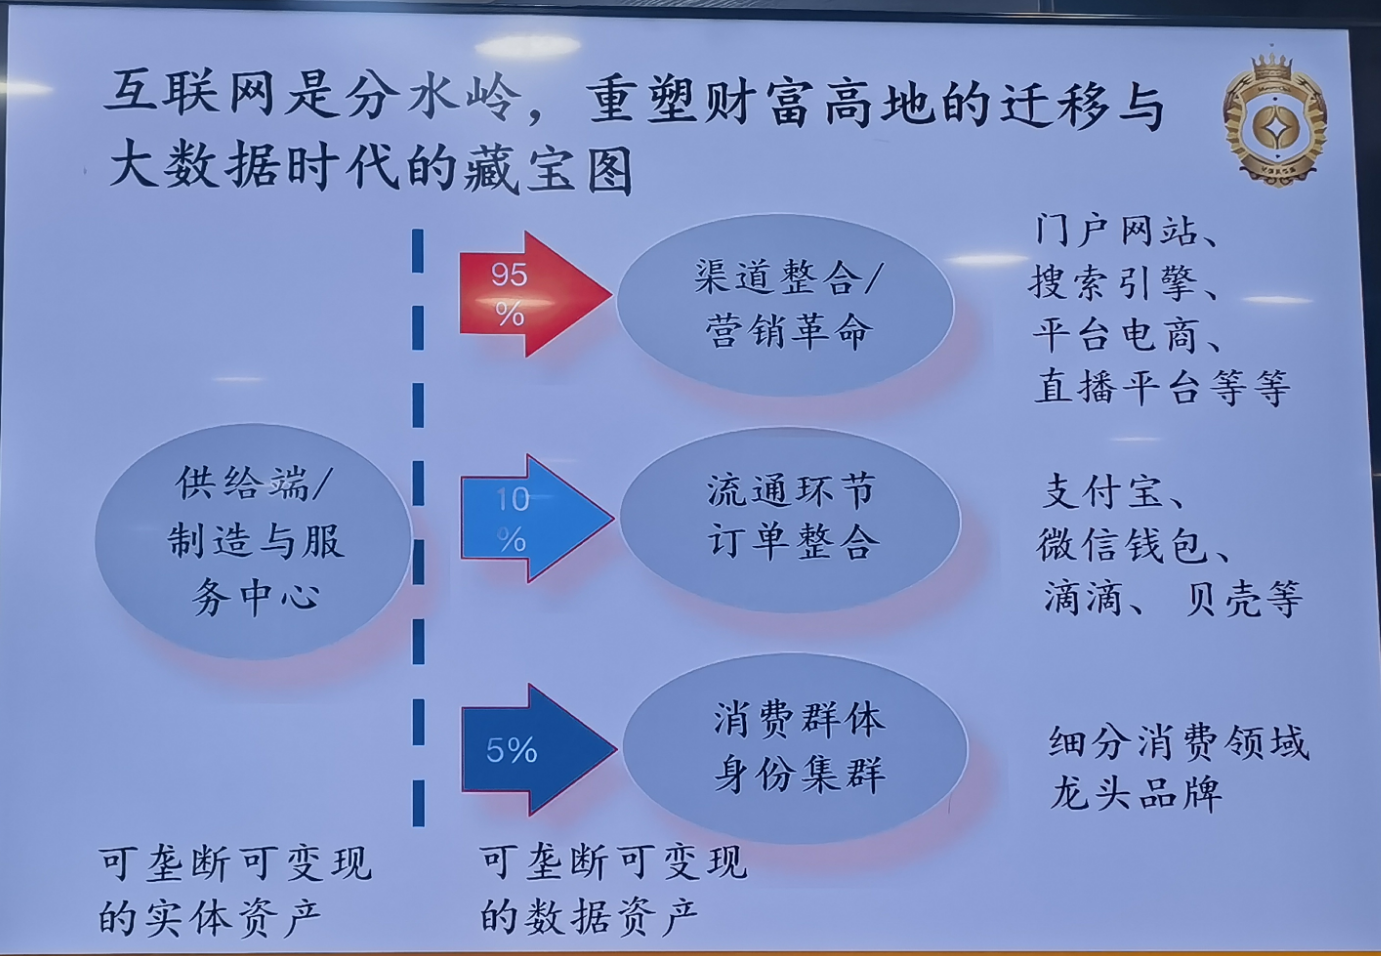 互联网是分水岭，重塑财富高地的迁移与
大数据时代的藏宝图
95
%
渠道整合/
营销革命
门户网站、
搜索引擎、
平台电商、
直播平台等等
供给端/
制造与服
务中心
10
%
流通环节
订单整合
支付宝、
微信钱包、
滴滴、贝壳等
5%
消费群体
身份集群
细分消费领域
龙头品牌
可垄断可变现
的实体资产
可垄断可变现
的数据资产